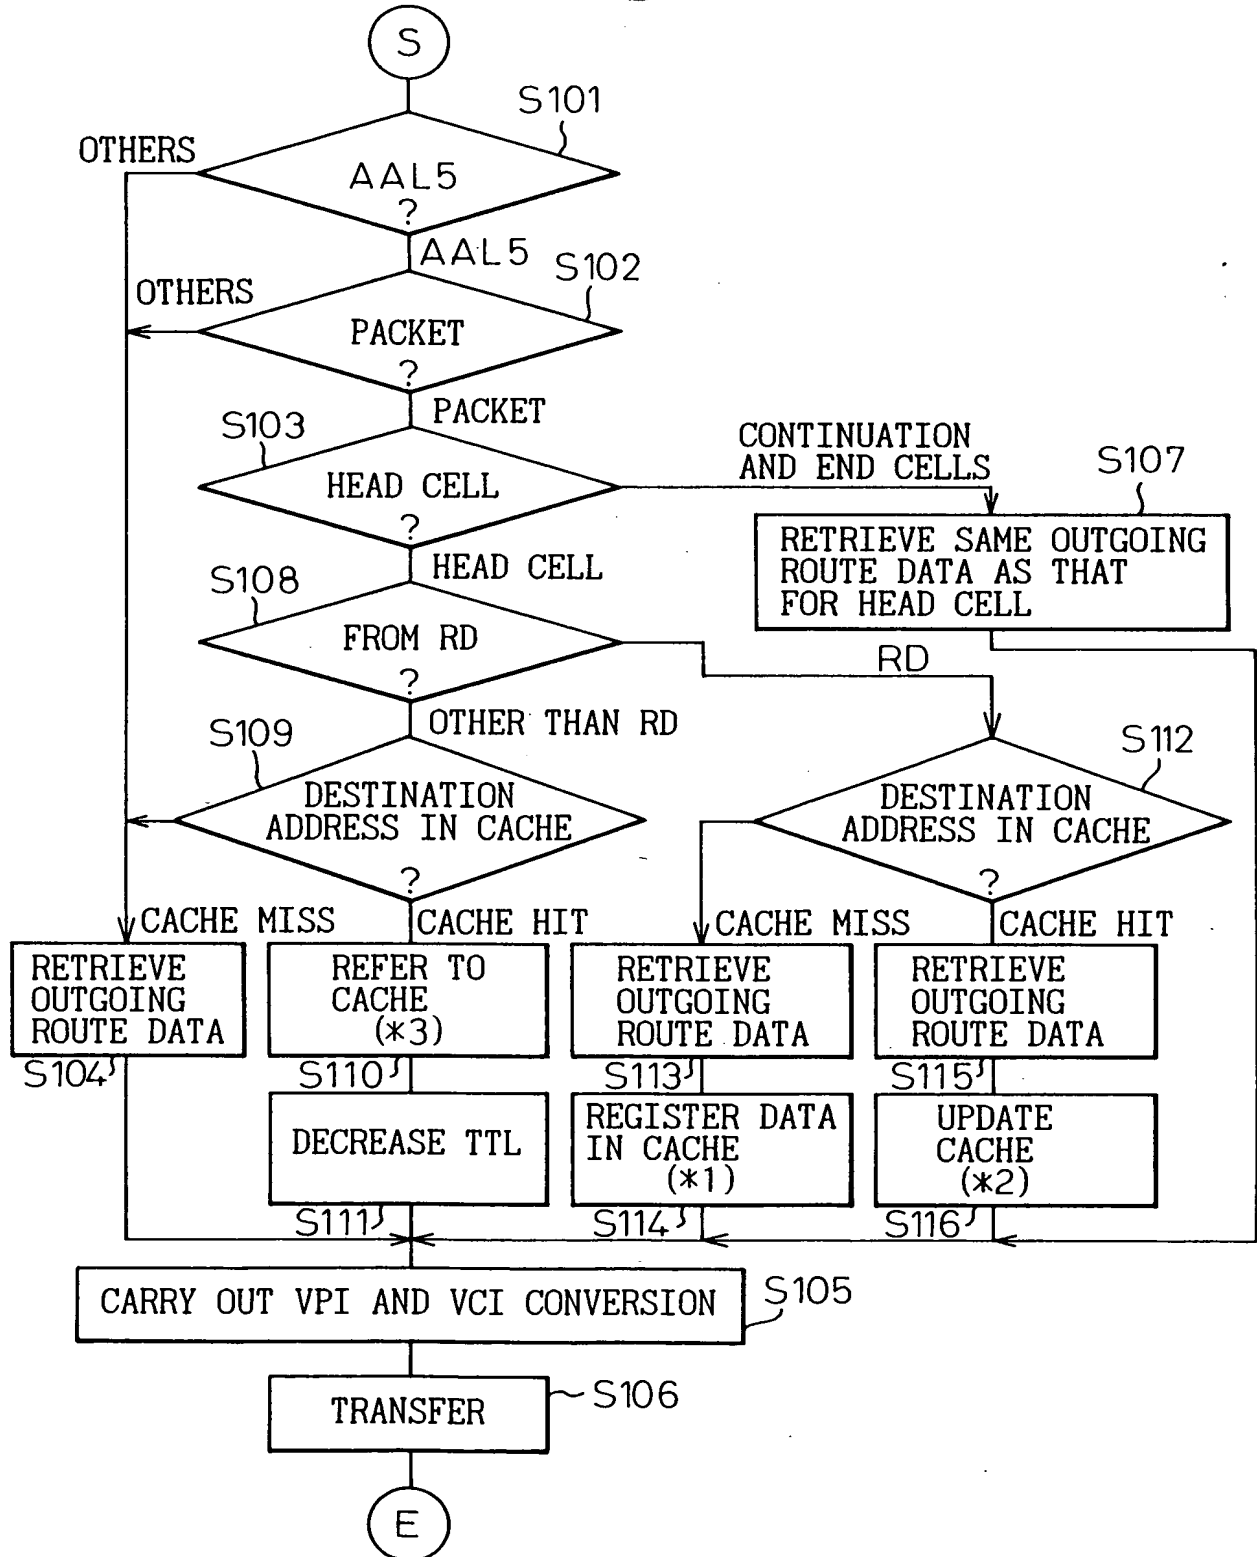 S
S101
OTHERS
AAL5
?
AAL5
S102
OTHERS
PACKET
?
PACKET
S103
CONTINUATION
AND END CELLS
S107
HEAD CELL
?
RETRIEVE SAME OUTGOING
ROUTE DATA AS THAT
FOR HEAD CELL
HEAD CELL
S108
FROM RD
?
RD
OTHER THAN RD
S109
S112
DESTINATION
ADDRESS IN CACHE
?
DESTINATION
ADDRESS IN CACHE
?
CACHE MISS
CACHE HIT
CACHE MISS
CACHE HIT
RETRIEVE
OUTGOING
ROUTE DATA
REFER TO
CACHE
(*3)
RETRIEVE
OUTGOING
ROUTE DATA
RETRIEVE
OUTGOING
ROUTE DATA
S104
S110
S113
S115
DECREASE TTL
REGISTER DATA
IN CACHE
(*1)
UPDATE
CACHE
(*2)
S111
S114
S116
CARRY OUT VPI AND VCI CONVERSION
S105
TRANSFER
S106
E